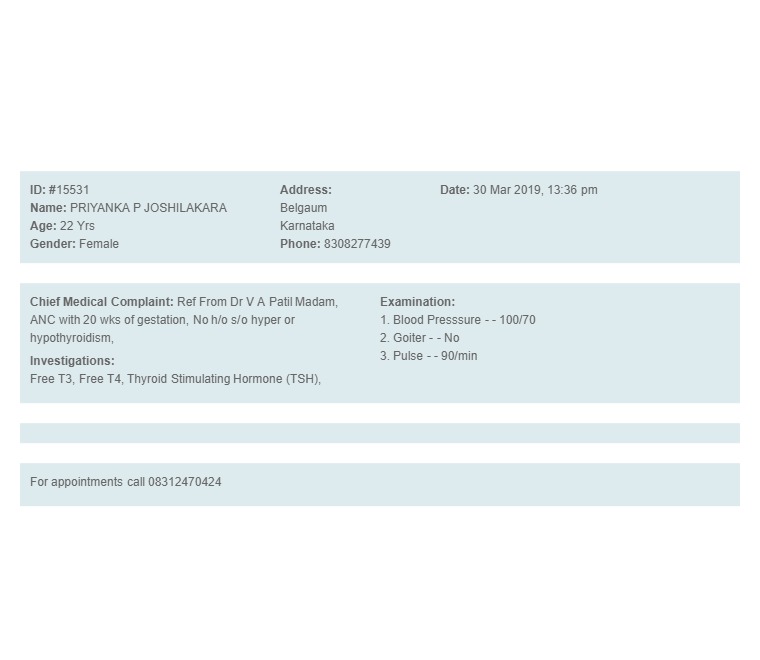 ID: #15531
Name: PRIYANKA P JOSHILAKARA
Age: 22 Yrs
Gender: Female
Address:
Belgaum
Karnataka
Phone: 8308277439
Date: 30 Mar 2019, 13:36 pm
Chief Medical Complaint: Ref From Dr V A Patil Madam,
ANC with 20 wks of gestation, No h/o s/o hyper or
hypothyroidism,
Investigations:
Free T3, Free T4, Thyroid Stimulating Hormone (TSH),
Examination:
1. Blood Presssure - - 100/70
2. Goiter - - No
3. Pulse - - 90/min
For appointments call 08312470424